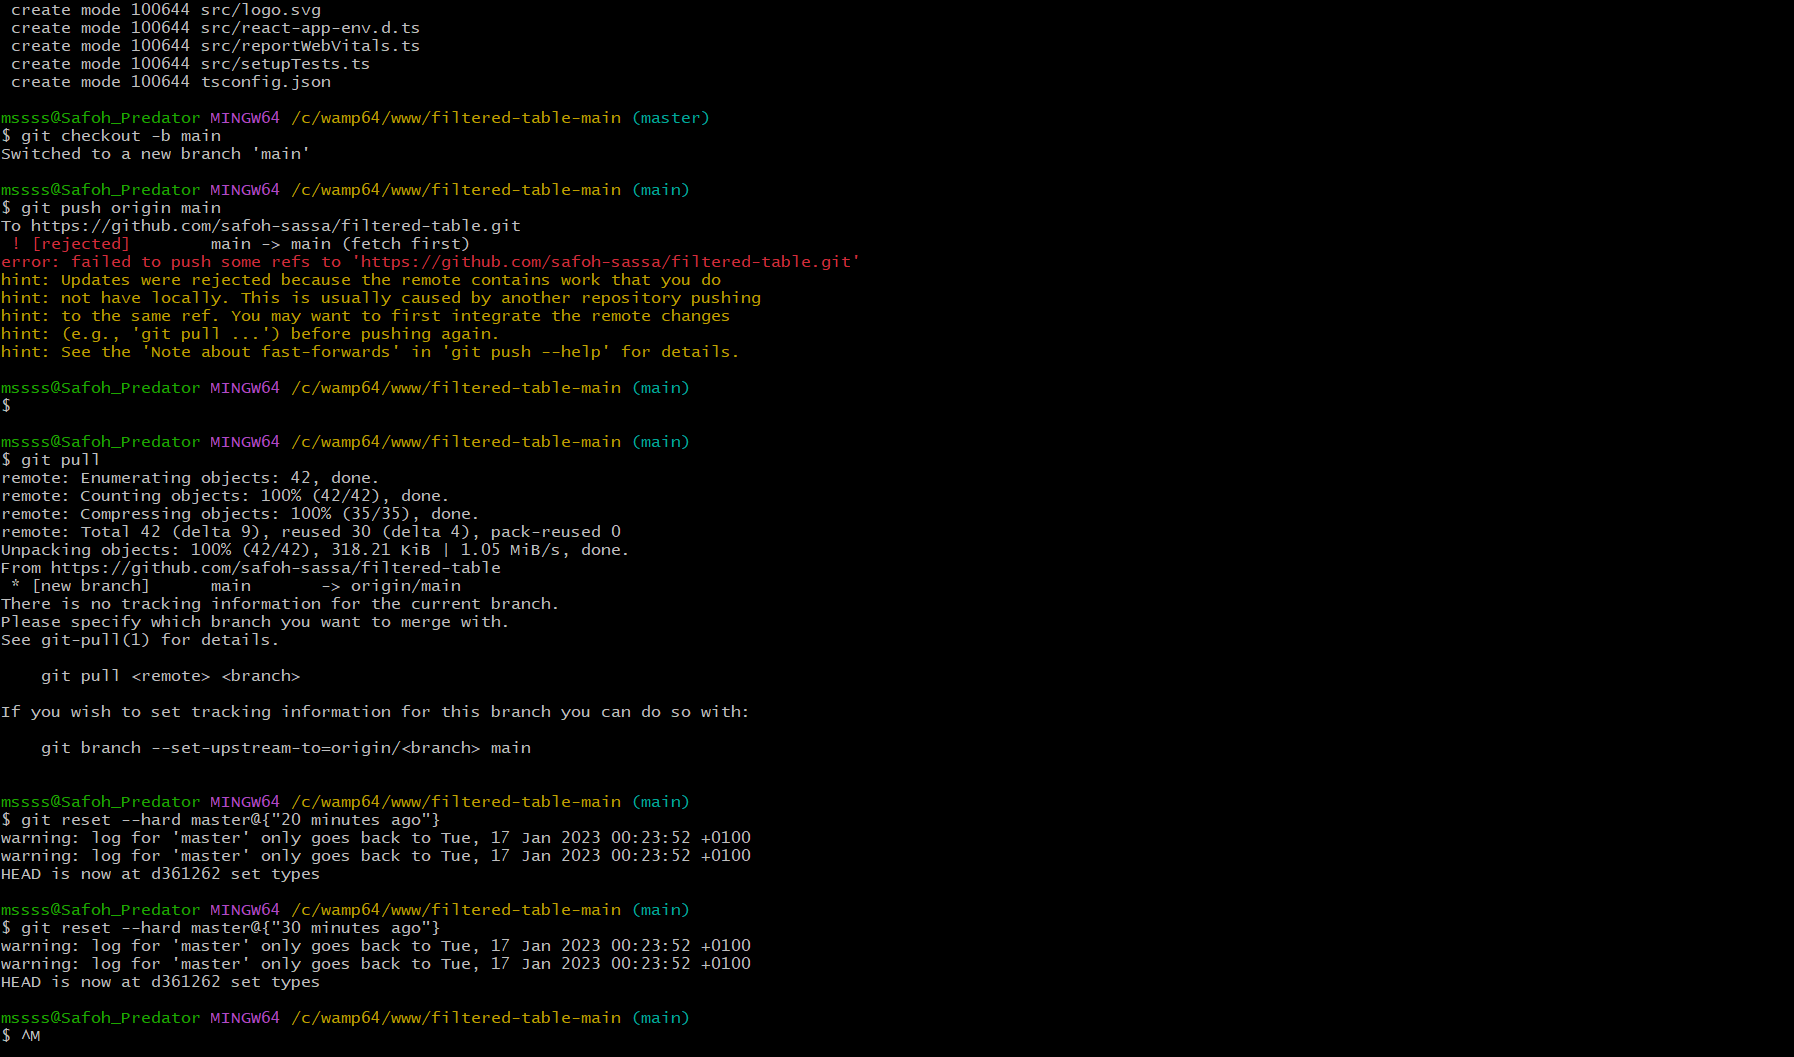 create mode 100644 src/logo.svg
create mode 100644 src/react-app-env.d.ts
create mode 100644 src/reportWebVitals.ts
create mode 100644 src/setupTests.ts
create mode 100644 tsconfig.json
mssss@Safoh_Predator MINGW64 /c/wamp64/www/filtered-table-main (master)
$ git checkout -b main
Switched to a new branch 'main'
mssss@Safoh_Predator MINGW64 /c/wamp64/www/filtered-table-main (main)
$ git push origin main
To https://github.com/safoh-sassa/filtered-table.git
! [rejected]        main -> main (fetch first)
error: failed to push some refs to 'https://github.com/safoh-sassa/filtered-table.git'
hint: Updates were rejected because the remote contains work that you do
hint: not have locally. This is usually caused by another repository pushing
hint: to the same ref. You may want to first integrate the remote changes
hint: (e.g., 'git pull ...') before pushing again.
hint: See the 'Note about fast-forwards' in 'git push --help' for details.
mssss@Safoh_Predator MINGW64 /c/wamp64/www/filtered-table-main (main)
$
mssss@Safoh_Predator MINGW64 /c/wamp64/www/filtered-table-main (main)
$ git pull
remote: Enumerating objects: 42, done.
remote: Counting objects: 100% (42/42), done.
remote: Compressing objects: 100% (35/35), done.
remote: Total 42 (delta 9), reused 30 (delta 4), pack-reused 0
Unpacking objects: 100% (42/42), 318.21 KiB | 1.05 MiB/s, done.
From https://github.com/safoh-sassa/filtered-table
* [new branch]      main       -> origin/main
There is no tracking information for the current branch.
Please specify which branch you want to merge with.
See git-pull(1) for details.
git pull <remote> <branch>
If you wish to set tracking information for this branch you can do so with:
git branch --set-upstream-to=origin/<branch> main
mssss@Safoh_Predator MINGW64 /c/wamp64/www/filtered-table-main (main)
$ git reset --hard master@{"20 minutes ago"}
warning: log for 'master' only goes back to Tue, 17 Jan 2023 00:23:52 +0100
warning: log for 'master' only goes back to Tue, 17 Jan 2023 00:23:52 +0100
HEAD is now at d361262 set types
mssss@Safoh_Predator MINGW64 /c/wamp64/www/filtered-table-main (main)
$ git reset --hard master@{"30 minutes ago"}
warning: log for 'master' only goes back to Tue, 17 Jan 2023 00:23:52 +0100
warning: log for 'master' only goes back to Tue, 17 Jan 2023 00:23:52 +0100
HEAD is now at d361262 set types
mssss@Safoh_Predator MINGW64 /c/wamp64/www/filtered-table-main (main)
$ ^M